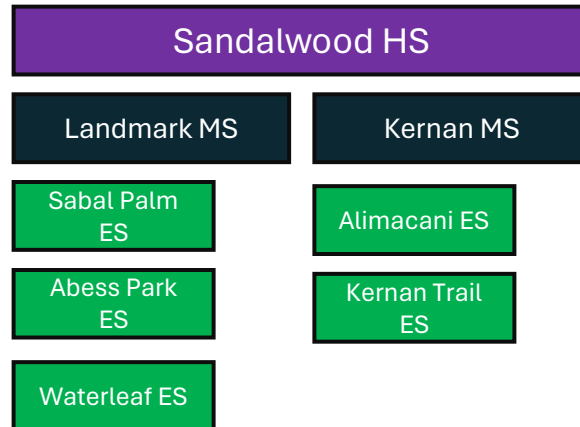 Sandalwood HS
Landmark MS
Kernan MS
Sabal Palm
ES
Alimacani ES
Abess Park
ES
Kernan Trail
ES
Waterleaf ES